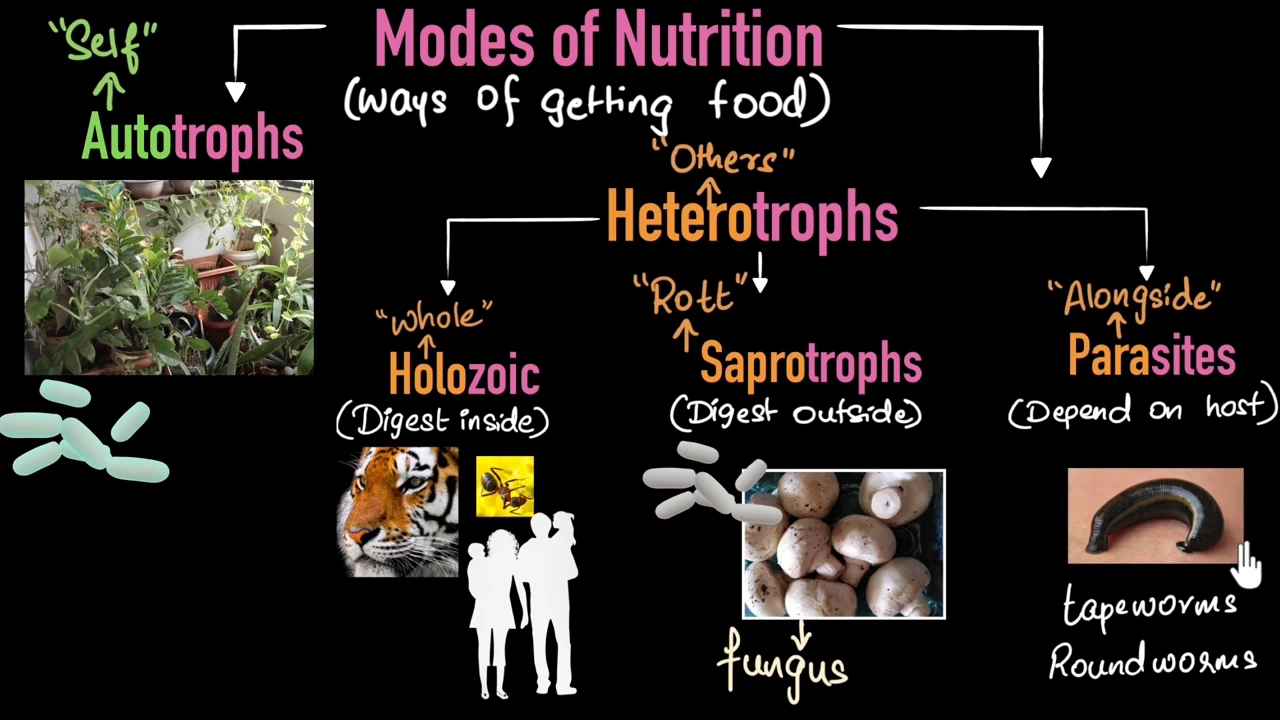 "Self"
Modes of Nutrition
(ways of getting food)
Autotrophs
"Others"
Heterotrophs
"whole"
"Rott"
"Alongside"
Holozoic
Saprotrophs
Parasites
(Digest inside)
(Digest outside)
(Depend on host)
fungus
tapeworms
Roundworms